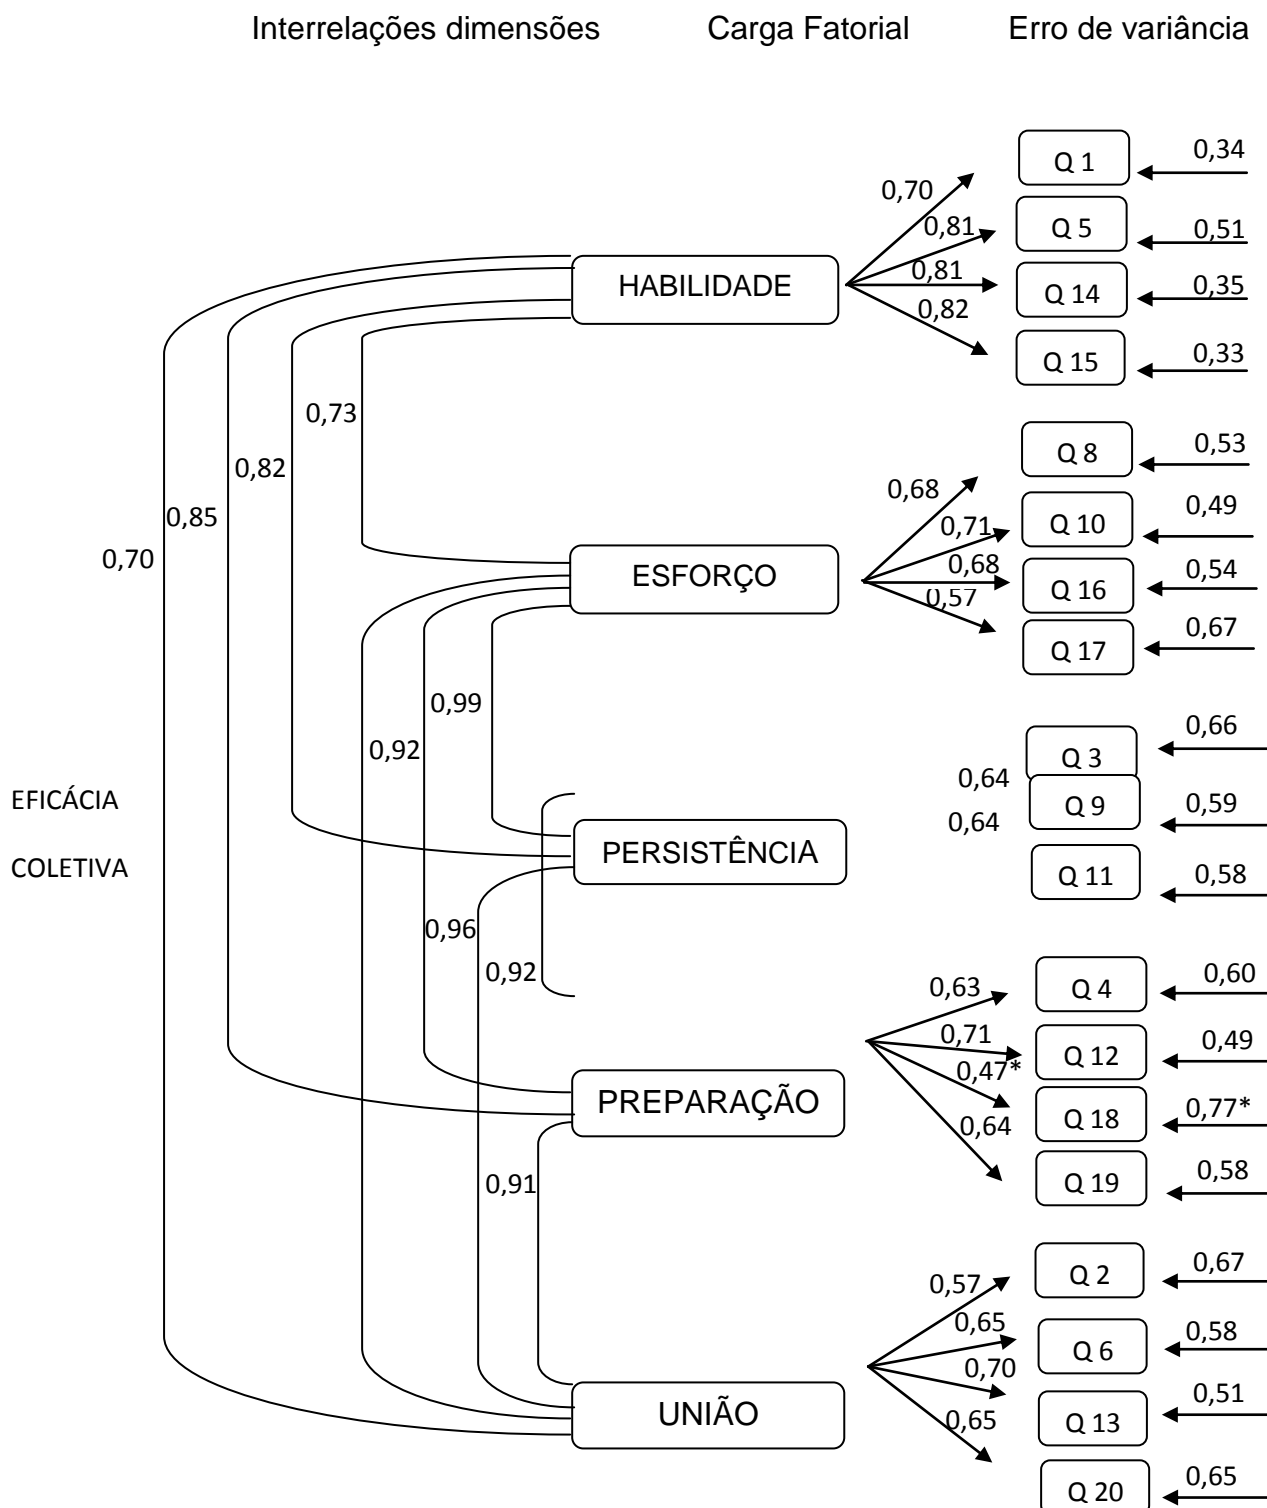 Interrelações dimensões Carga Fatorial Erro de variância
Q 1 0,34
0,70
0,81 Q 5 0,51
HABILIDADE 0,81 Q 14 0,35
0,82
Q 15 0,33
0,73
Q 8 0,53
0,82
0,68
0,85 0,71 Q 10 0,49
0,70
ESFORÇO 0,68 Q 16 0,54
0,57
Q 17 0,67
0,99
0,92 Q 3 0,66
0,64
EFICÁCIA Q 9 0,59
0,64
PERSISTÊNCIA
COLETIVA Q 11 0,58
0,96
0,92
0,63 Q 4 0,60
0,71 Q 12 0,49
0,47*
PREPARAÇÃO Q 18 0,77*
0,64
0,91 Q 19 0,58
0,57 Q 2 0,67
0,65 Q 6 0,58
0,70
UNIÃO 0,65 Q 13 0,51
Q 20 0,65